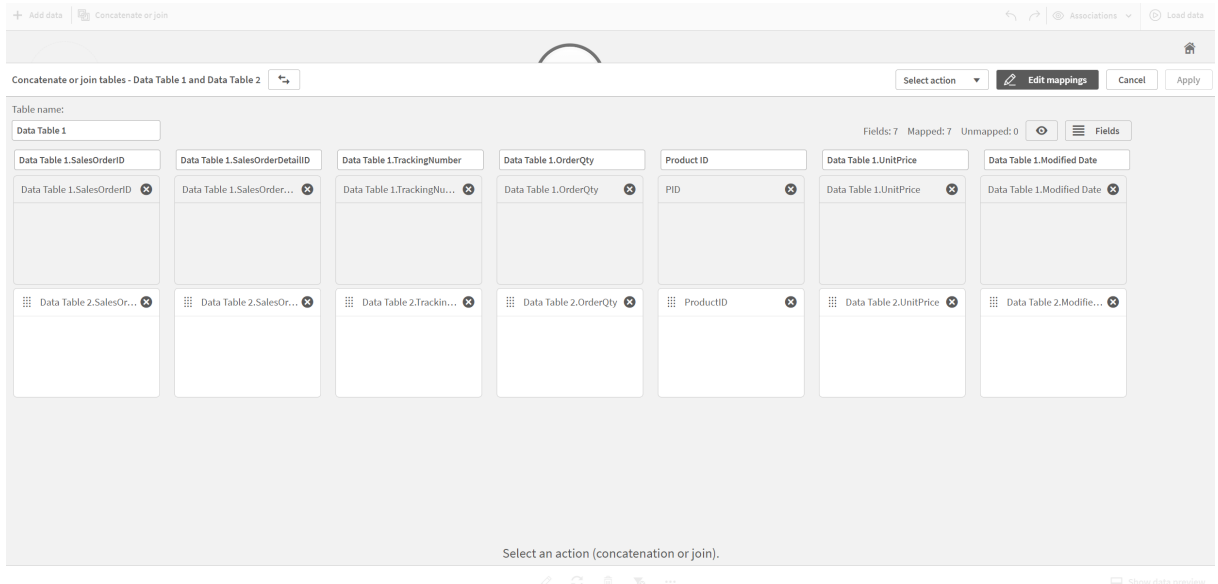 Add data Concatenate or join Associations Load data
Concatenate or join tables - Data Table 1 and Data Table 2 Select action Edit mappings Cancel Apply
Table name:
Data Table 1 Fields: 7 Mapped: 7 Unmapped: 0 Fields
Data Table 1.SalesOrderID Data Table 1.SalesOrderDetailID Data Table 1.TrackingNumber Data Table 1.OrderQty Product ID Data Table 1.UnitPrice Data Table 1.Modified Date
Data Table 1.SalesOrderID Data Table 1.SalesOrder... Data Table 1.TrackingNu... Data Table 1.OrderQty PID Data Table 1.UnitPrice Data Table 1.Modified Date
Data Table 2.SalesOr... Data Table 2.SalesOr... Data Table 2.Trackin... Data Table 2.OrderQty ProductID Data Table 2.UnitPrice Data Table 2.Modifie...
Select an action (concatenation or join).
Show data preview